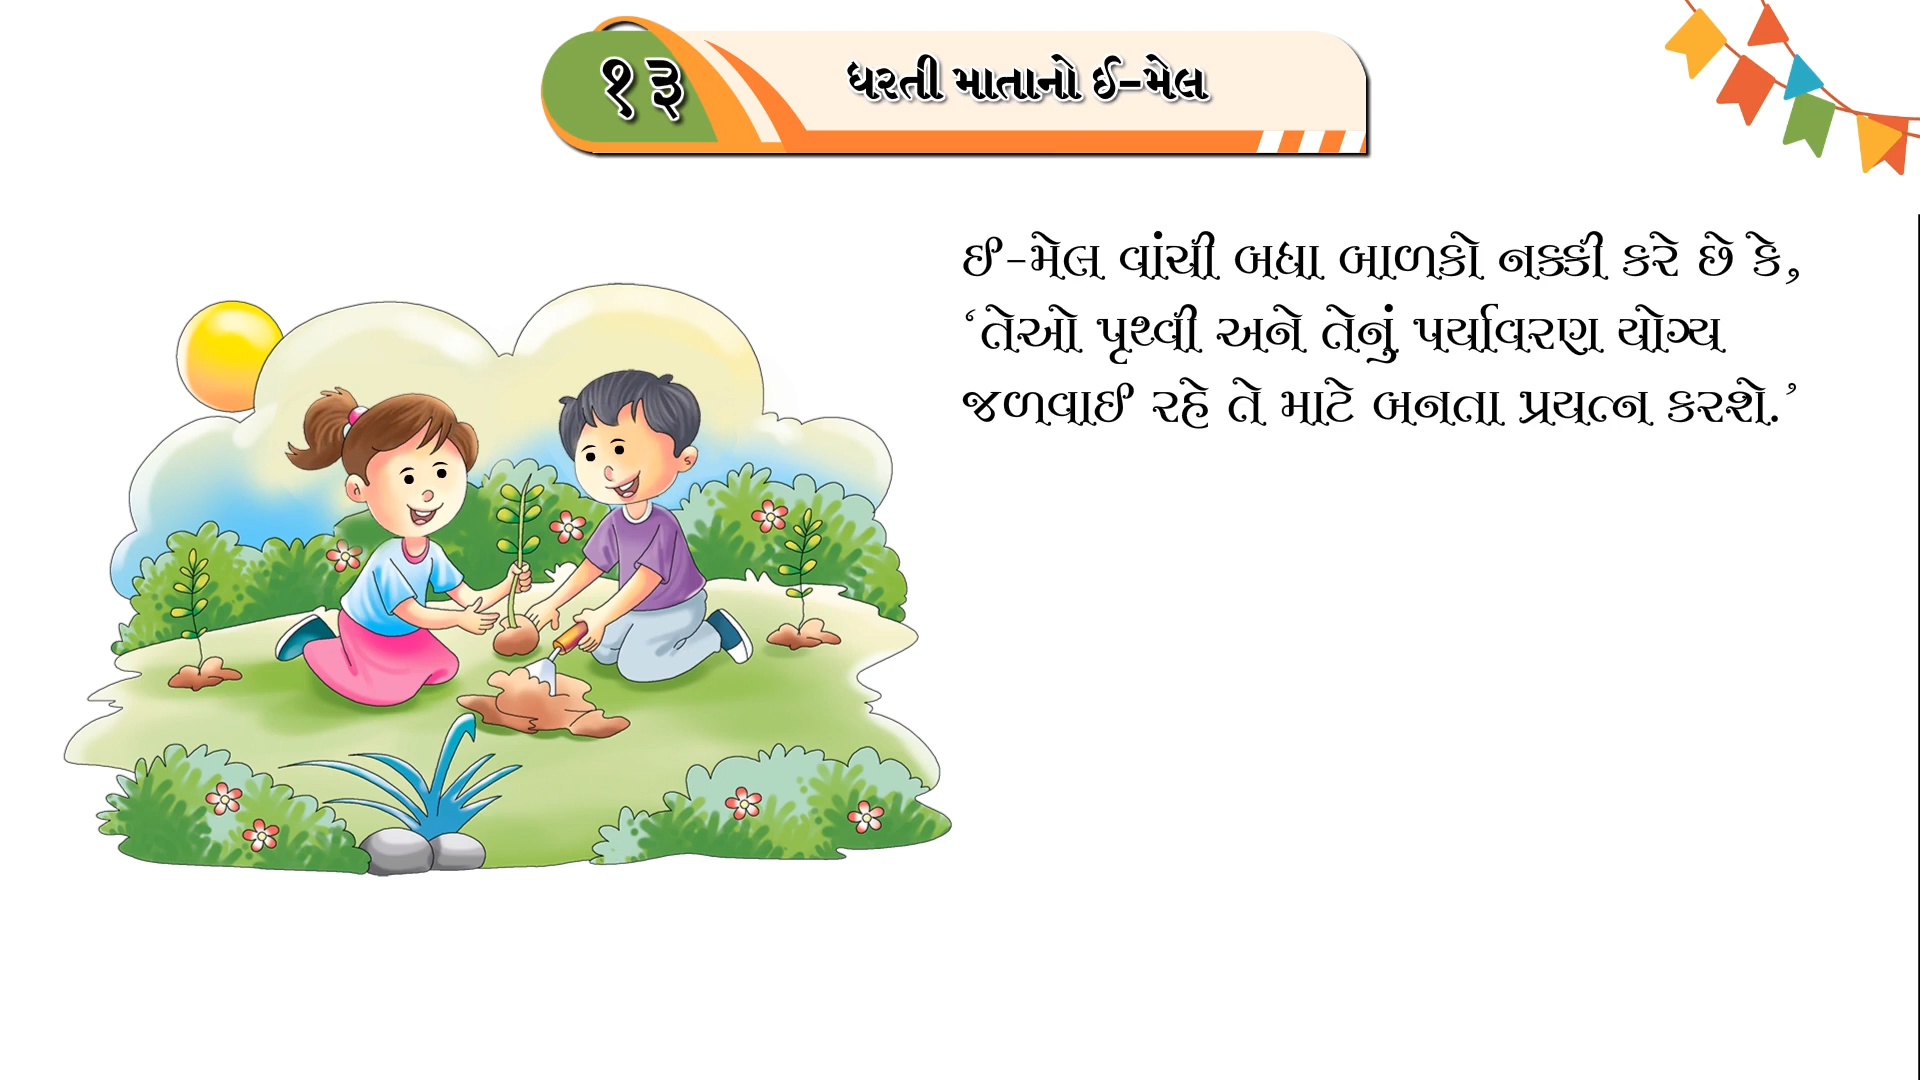 ૧૩
ધરતી માતાનો ઈ-મેલ
ઈ-મેલ વાંચી બધા બાળકો નક્કી કરે છે કે,
‘તેઓ પૃથ્વી અને તેનું પર્યાવરણ યોગ્ય
જળવાઈ રહે તે માટે બનતા પ્રયત્ન કરશે.’